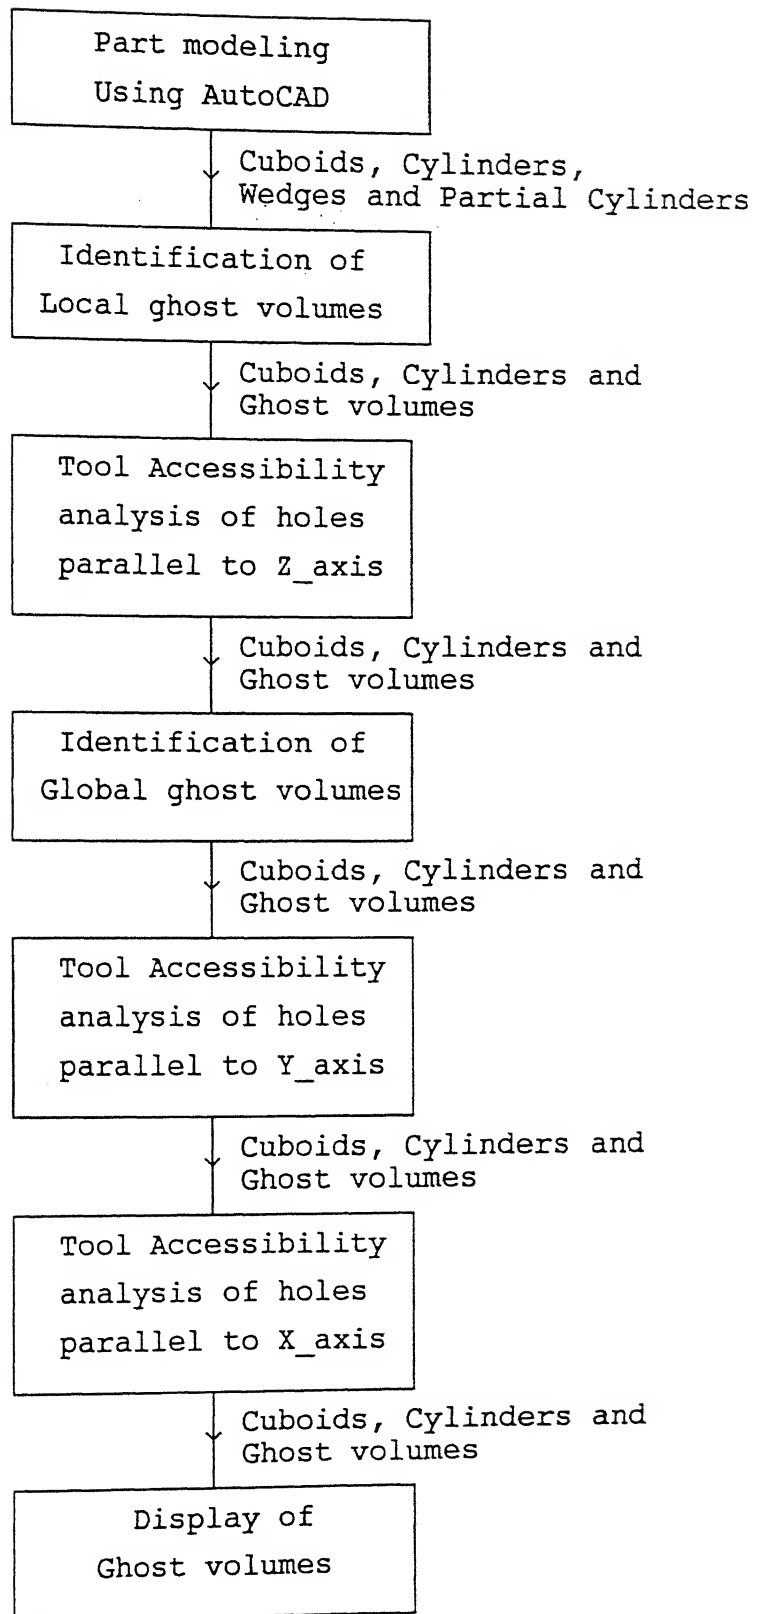 Part modeling
Using AutoCAD
Cuboids, Cylinders,
Wedges and Partial Cylinders
Identification of
Local ghost volumes
Cuboids, Cylinders and
Ghost volumes
Tool Accessibility
analysis of holes
parallel to Z_axis
Cuboids, Cylinders and
Ghost volumes
Identification of
Global ghost volumes
Cuboids, Cylinders and
Ghost volumes
Tool Accessibility
analysis of holes
parallel to Y_axis
Cuboids, Cylinders and
Ghost volumes
Tool Accessibility
analysis of holes
parallel to X_axis
Cuboids, Cylinders and
Ghost volumes
Display of
Ghost volumes